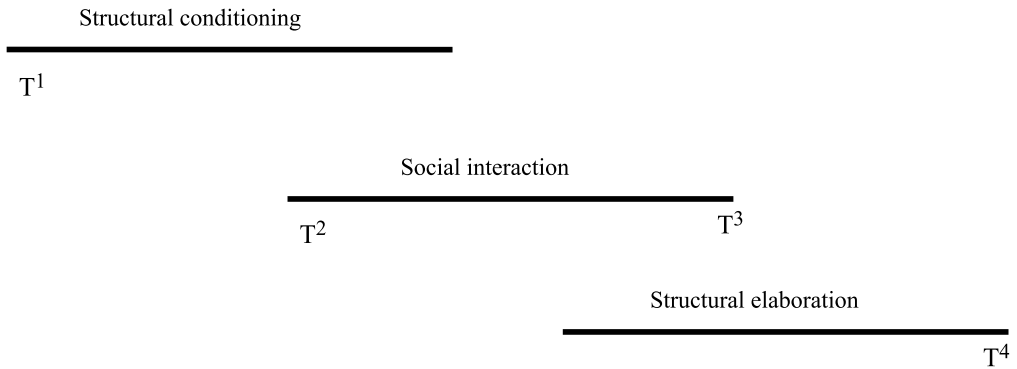 Structural conditioning
T¹
Social interaction
T²
T³
Structural elaboration
T⁴